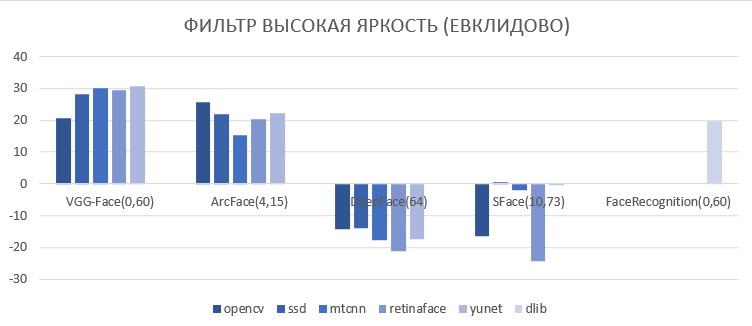 ФИЛЬТР ВЫСОКАЯ ЯРКОСТЬ (ЕВКЛИДОВО)
40
30
20
10
0
-10
-20
-30
VGG-Face(0,60) ArcFace(4,15) DeepFace(64) SFace(10,73) FaceRecognition(0,60)
opencv ssd mtcnn retinaface yunet dlib